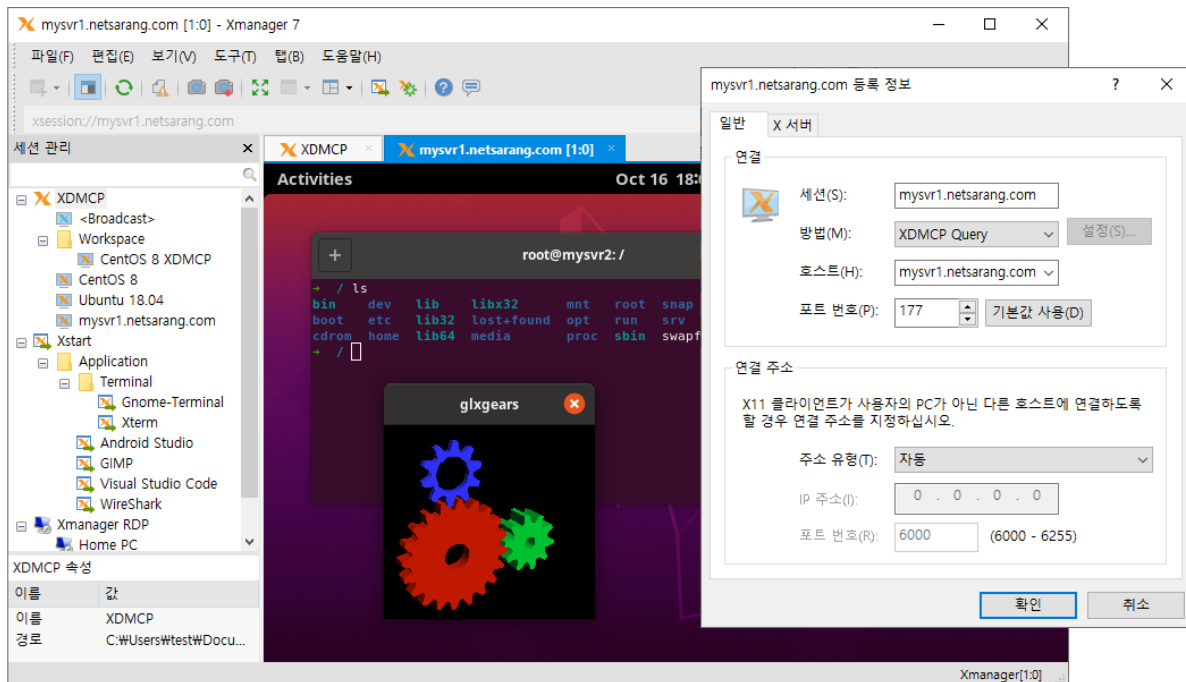 mysvr1.netsarang.com [1:0] - Xmanager 7
파일(F) 편집(E) 보기(V) 도구(T) 탭(B) 도움말(H)
xsession://mysvr1.netsarang.com
세션 관리
XDMCP
<Broadcast>
Workspace
CentOS 8 XDMCP
CentOS 8
Ubuntu 18.04
mysvr1.netsarang.com
Xstart
Application
Terminal
Gnome-Terminal
Xterm
Android Studio
GIMP
Visual Studio Code
WireShark
Xmanager RDP
Home PC
XDMCP 속성
이름 값
이름 XDMCP
경로 C:₩Users₩test₩Docu...
XDMCP mysvr1.netsarang.com [1:0]
Activities Oct 16 18:
root@mysvr2: /
→ / ls
bin dev lib libx32 mnt root snap
boot etc lib32 lost+found opt run srv
cdrom home lib64 media proc sbin swapf
→ /
glxgears
mysvr1.netsarang.com 등록 정보
일반 X 서버
연결
세션(S): mysvr1.netsarang.com
방법(M): XDMCP Query 설정(S)...
호스트(H): mysvr1.netsarang.com
포트 번호(P): 177 기본값 사용(D)
연결 주소
X11 클라이언트가 사용자의 PC가 아닌 다른 호스트에 연결하도록
할 경우 연결 주소를 지정하십시오.
주소 유형(T): 자동
IP 주소(I): 0 . 0 . 0 . 0
포트 번호(R): 6000 (6000 - 6255)
확인 취소
Xmanager[1:0]